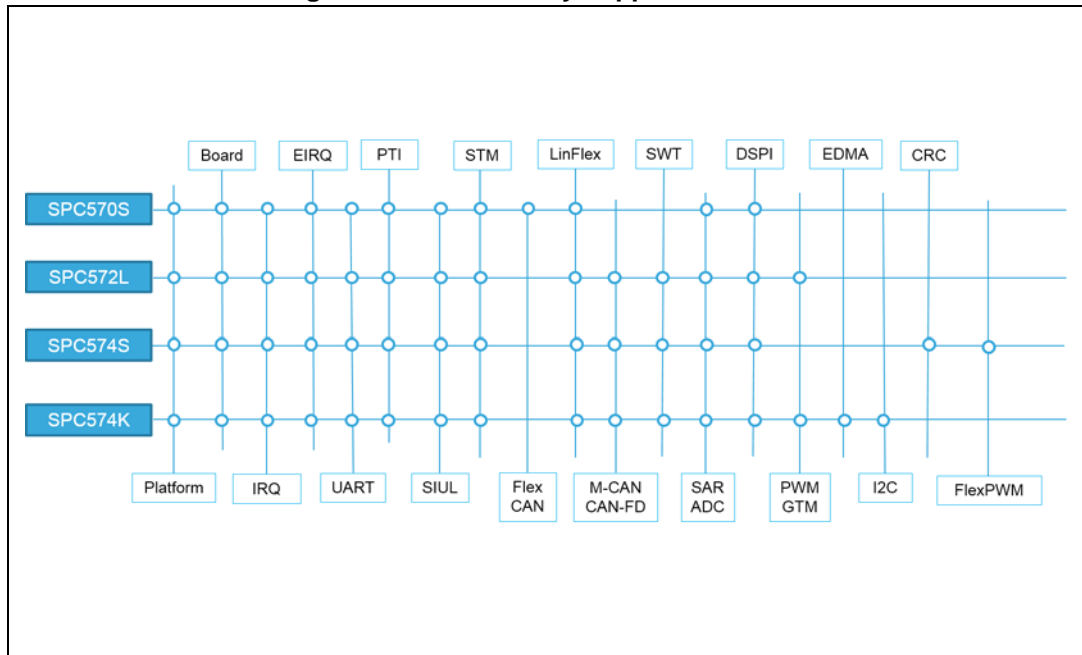 Board EIRQ PTI STM LinFlex SWT DSPI EDMA CRC
SPC570S
SPC572L
SPC574S
SPC574K
Platform IRQ UART SIUL Flex CAN M-CAN CAN-FD SAR ADC PWM GTM I2C FlexPWM